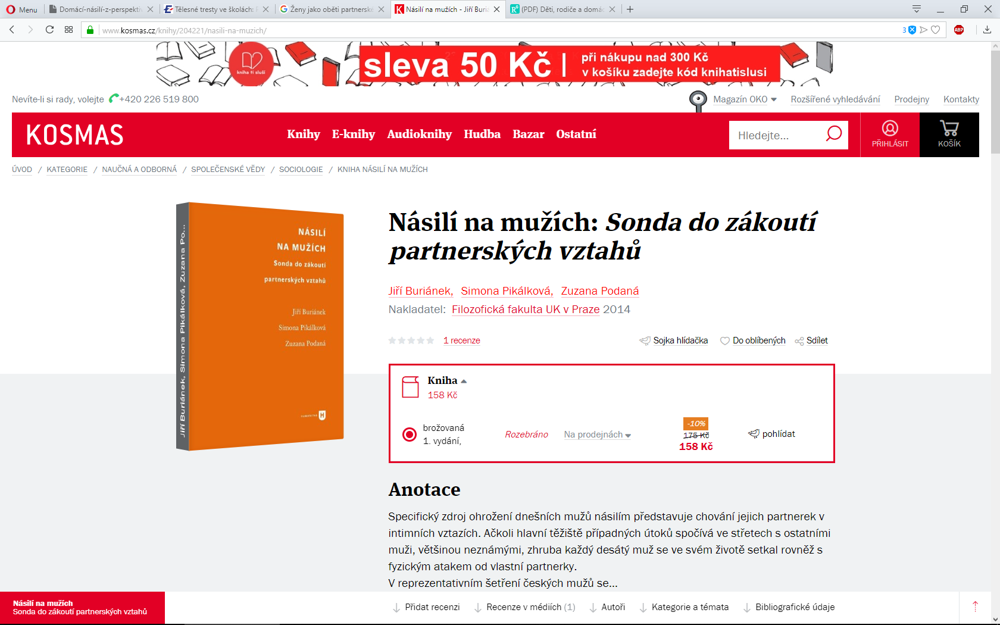 Menu
Domácí-násilí-z-perspektiv
Tělesné tresty ve školách: P
Ženy jako oběti partnerské
Násilí na mužích - Jiří Buriá
(PDF) Děti, rodiče a domác
www.kosmas.cz/knihy/204221/nasili-na-muzich/
3
ABP
kniha ti sluší
sleva 50 Kč |
při nákupu nad 300 Kč
v košíku zadejte kód knihatislusi
Nevíte-li si rady, volejte +420 226 519 800
Magazín OKO
Rozšířené vyhledávání
Prodejny
Kontakty
KOSMAS
Knihy
E-knihy
Audioknihy
Hudba
Bazar
Ostatní
Hledejte...
PŘIHLÁSIT
KOŠÍK
ÚVOD / KATEGORIE / NAUČNÁ A ODBORNÁ / SPOLEČENSKÉ VĚDY / SOCIOLOGIE / KNIHA NÁSILÍ NA MUŽÍCH
Jiří Buriánek, Simona Pikálková, Zuzana Po...
NÁSILÍ
NA MUŽÍCH
Sonda do zákoutí
partnerských vztahů
Jiří Buriánek
Simona Pikálková
Zuzana Podaná
HUMANITAS H
Násilí na mužích: Sonda do zákoutí
partnerských vztahů
Jiří Buriánek, Simona Pikálková, Zuzana Podaná
Nakladatel: Filozofická fakulta UK v Praze 2014
1 recenze
Sojka hlídačka
Do oblíbených
Sdílet
Kniha
158 Kč
brožovaná
1. vydání,
Rozebráno
Na prodejnách
-10%
175 Kč
158 Kč
pohlídat
Anotace
Specifický zdroj ohrožení dnešních mužů násilím představuje chování jejich partnerek v
intimních vztazích. Ačkoli hlavní těžiště případných útoků spočívá ve střetech s ostatními
muži, většinou neznámými, zhruba každý desátý muž se ve svém životě setkal rovněž s
fyzickým atakem od vlastní partnerky.
V reprezentativním šetření českých mužů se...
Násilí na mužích
Sonda do zákoutí partnerských vztahů
Přidat recenzi
Recenze v médiích (1)
Autoři
Kategorie a témata
Bibliografické údaje